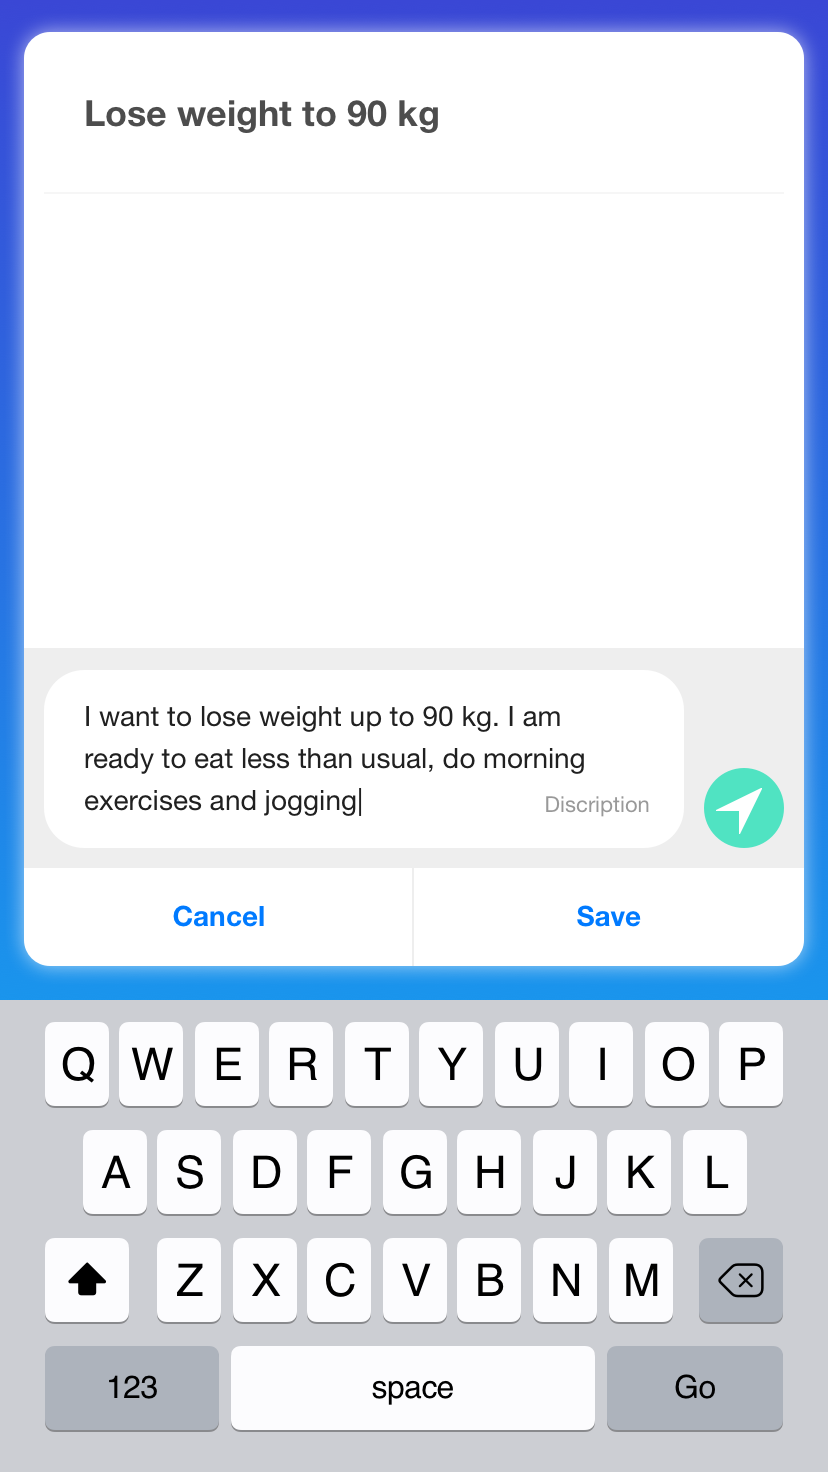 Lose weight to 90 kg
I want to lose weight up to 90 kg. I am
ready to eat less than usual, do morning
exercises and jogging
Discription
Cancel
Save
Q W E R T Y U I O P
A S D F G H J K L
Z X C V B N M
123
space
Go